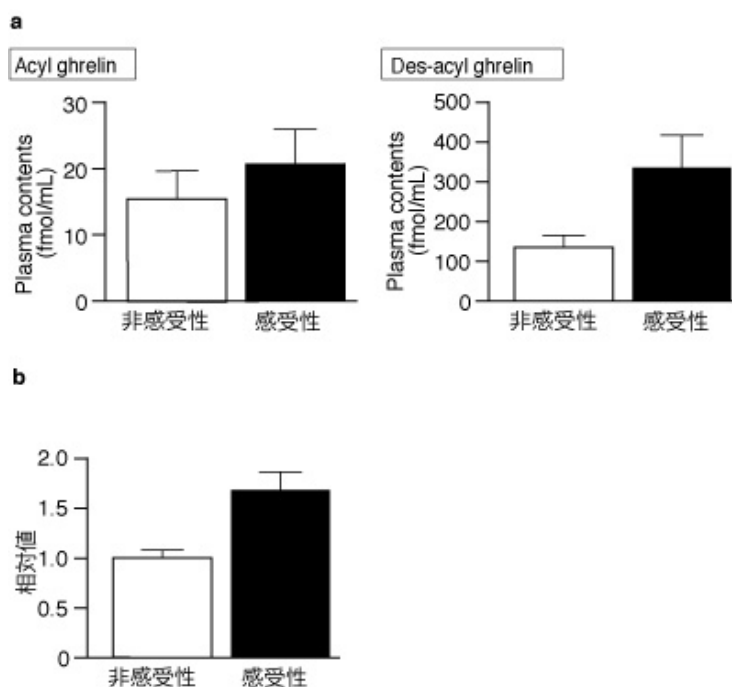 a
Acyl ghrelin
Des-acyl ghrelin
Plasma contents
(fmol/mL)
30
20
10
0
非感受性
感受性
Plasma contents
(fmol/mL)
500
400
300
200
100
0
非感受性
感受性
b
相対値
2.0
1.5
1.0
0.5
0
非感受性
感受性